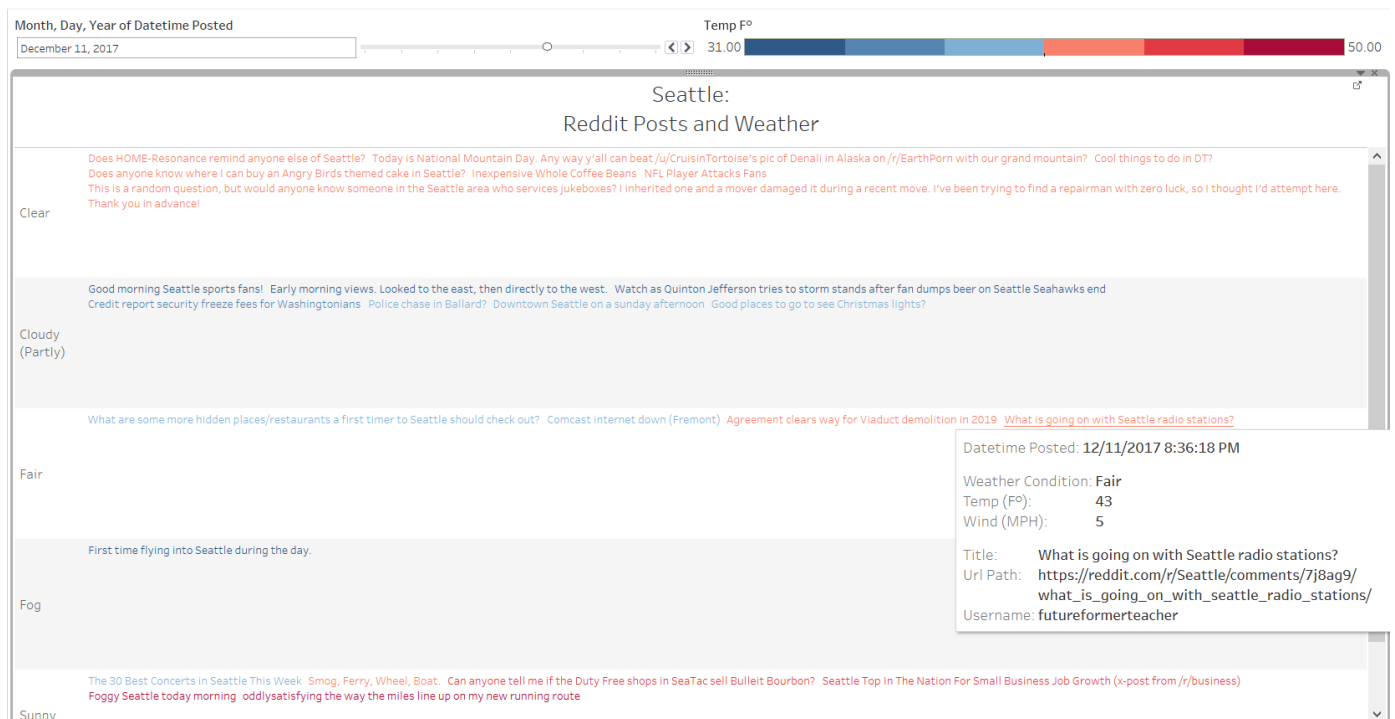 Month, Day, Year of Datetime Posted
Temp Fº
December 11, 2017
31.00
50.00
Seattle:
Reddit Posts and Weather
Clear
Does HOME-Resonance remind anyone else of Seattle? Today is National Mountain Day. Any way y'all can beat /u/CruisinTortoise's pic of Denali in Alaska on /r/EarthPorn with our grand mountain? Cool things to do in DT?
Does anyone know where I can buy an Angry Birds themed cake in Seattle? Inexpensive Whole Coffee Beans NFL Player Attacks Fans
This is a random question, but would anyone know someone in the Seattle area who services jukeboxes? I inherited one and a mover damaged it during a recent move. I've been trying to find a repairman with zero luck, so I thought I'd attempt here.
Thank you in advance!
Cloudy
(Partly)
Good morning Seattle sports fans! Early morning views. Looked to the east, then directly to the west. Watch as Quinton Jefferson tries to storm stands after fan dumps beer on Seattle Seahawks end
Credit report security freeze fees for Washingtonians Police chase in Ballard? Downtown Seattle on a sunday afternoon Good places to go to see Christmas lights?
Fair
What are some more hidden places/restaurants a first timer to Seattle should check out? Comcast internet down (Fremont) Agreement clears way for Viaduct demolition in 2019 What is going on with Seattle radio stations?
Datetime Posted: 12/11/2017 8:36:18 PM
Weather Condition: Fair
Temp (Fº): 43
Wind (MPH): 5
Title: What is going on with Seattle radio stations?
Url Path: https://reddit.com/r/Seattle/comments/7j8ag9/
what_is_going_on_with_seattle_radio_stations/
Username: futureformerteacher
Fog
First time flying into Seattle during the day.
Sunny
The 30 Best Concerts in Seattle This Week Smog, Ferry, Wheel, Boat. Can anyone tell me if the Duty Free shops in SeaTac sell Bulleit Bourbon? Seattle Top In The Nation For Small Business Job Growth (x-post from /r/business)
Foggy Seattle today morning oddlysatisfying the way the miles line up on my new running route